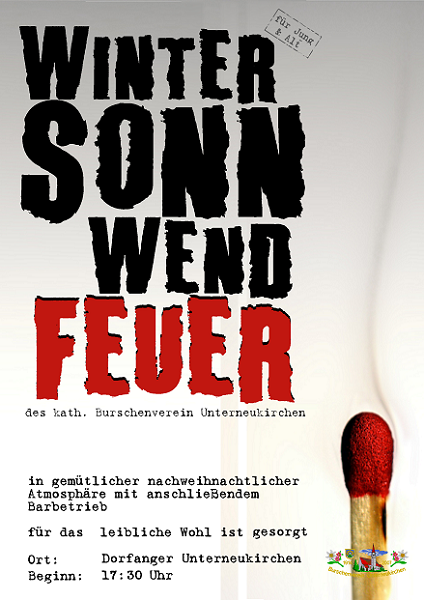 für Jung
& Alt
WINTER
SONN
WEND
FEUER
des kath. Burschenverein Unterneukirchen
in gemütlicher nachweihnachtlicher
Atmosphäre mit anschließendem
Barbetrieb
für das leibliche Wohl ist gesorgt
Ort: Dorfanger Unterneukirchen
Beginn: 17:30 Uhr